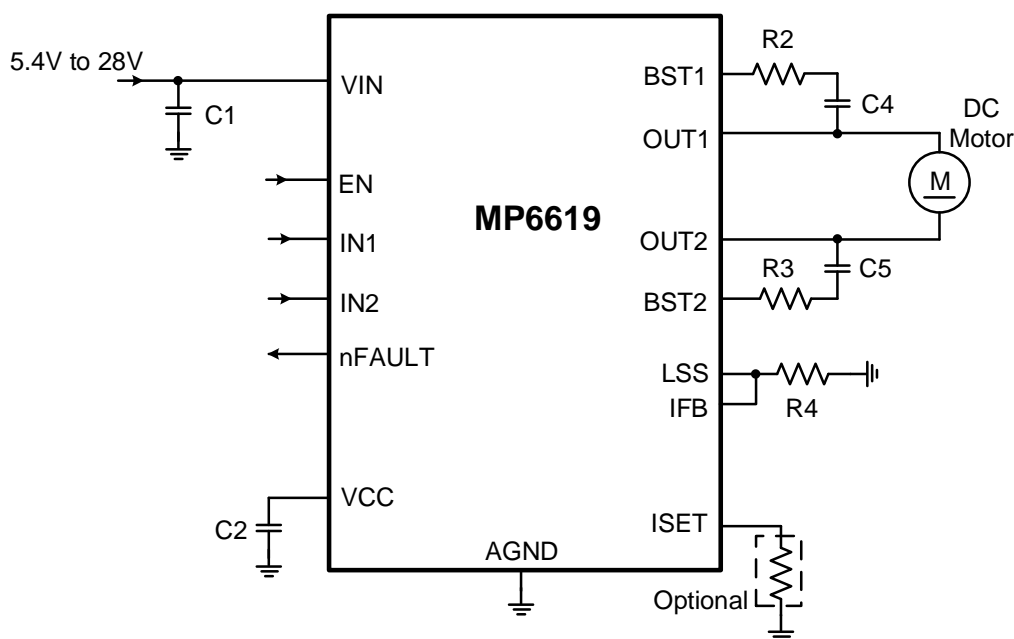 5.4V to 28V
C1
VIN
EN
IN1
IN2
nFAULT
VCC
C2
AGND
MP6619
BST1
R2
C4
OUT1
DC
Motor
M
OUT2
R3
C5
BST2
LSS
IFB
R4
ISET
Optional